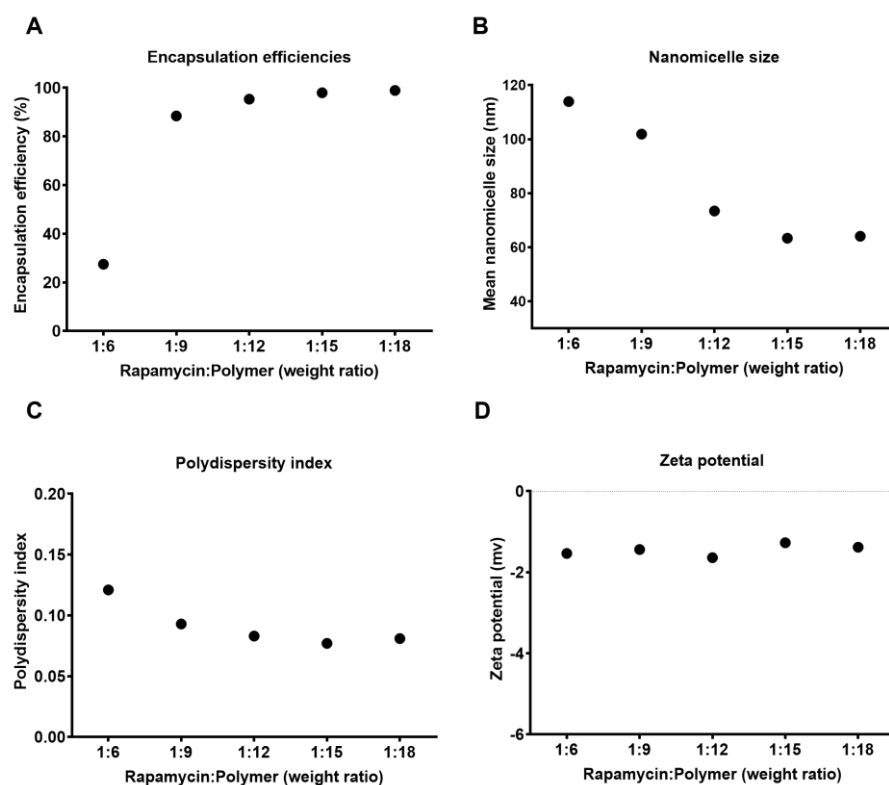 A
Encapsulation efficiencies
Encapsulation efficiency (%)
100
80
60
40
20
0
1:6 1:9 1:12 1:15 1:18
Rapamycin:Polymer (weight ratio)
B
Nanomicelle size
Mean nanomicelle size (nm)
120
100
80
60
40
1:6 1:9 1:12 1:15 1:18
Rapamycin:Polymer (weight ratio)
C
Polydispersity index
Polydispersity index
0.20
0.15
0.10
0.05
0.00
1:6 1:9 1:12 1:15 1:18
Rapamycin:Polymer (weight ratio)
D
Zeta potential
Zeta potential (mv)
0
-2
-4
-6
1:6 1:9 1:12 1:15 1:18
Rapamycin:Polymer (weight ratio)